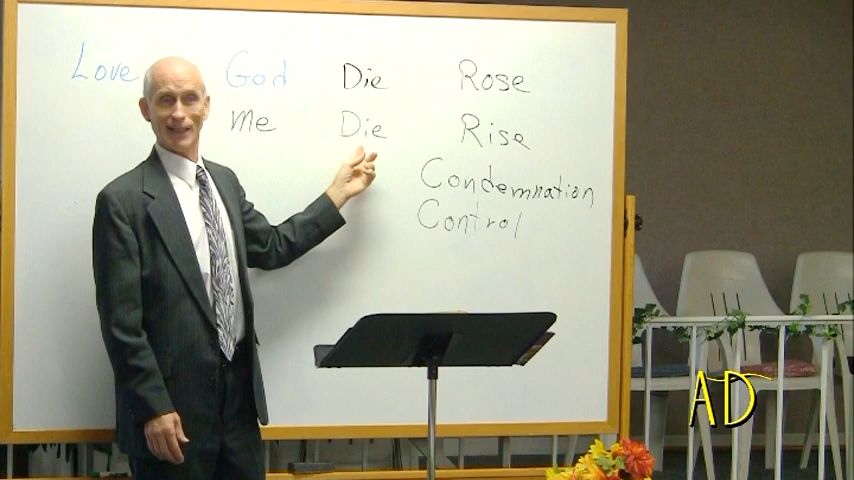 Love God Die Rose
Me Die Rise
Condemnation
Control
AD